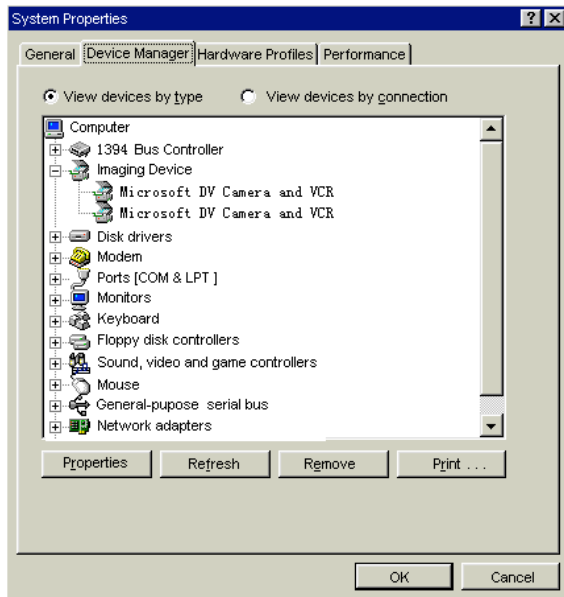 System Properties
General Device Manager Hardware Profiles Performance
View devices by type View devices by connection
Computer
1394 Bus Controller
Imaging Device
Microsoft DV Camera and VCR
Microsoft DV Camera and VCR
Disk drivers
Modem
Ports [COM & LPT ]
Monitors
Keyboard
Floppy disk controllers
Sound, video and game controllers
Mouse
General-pupose serial bus
Network adapters
Properties Refresh Remove Print . . .
OK Cancel